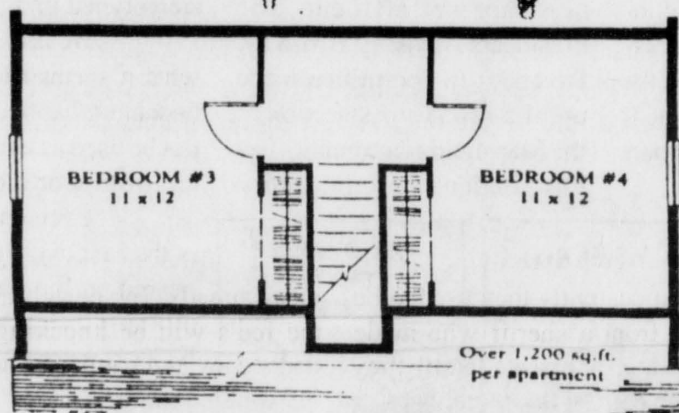 BEDROOM #3
11 x 12
BEDROOM #4
11 x 12
Over 1,200 sq.ft.
per apartment